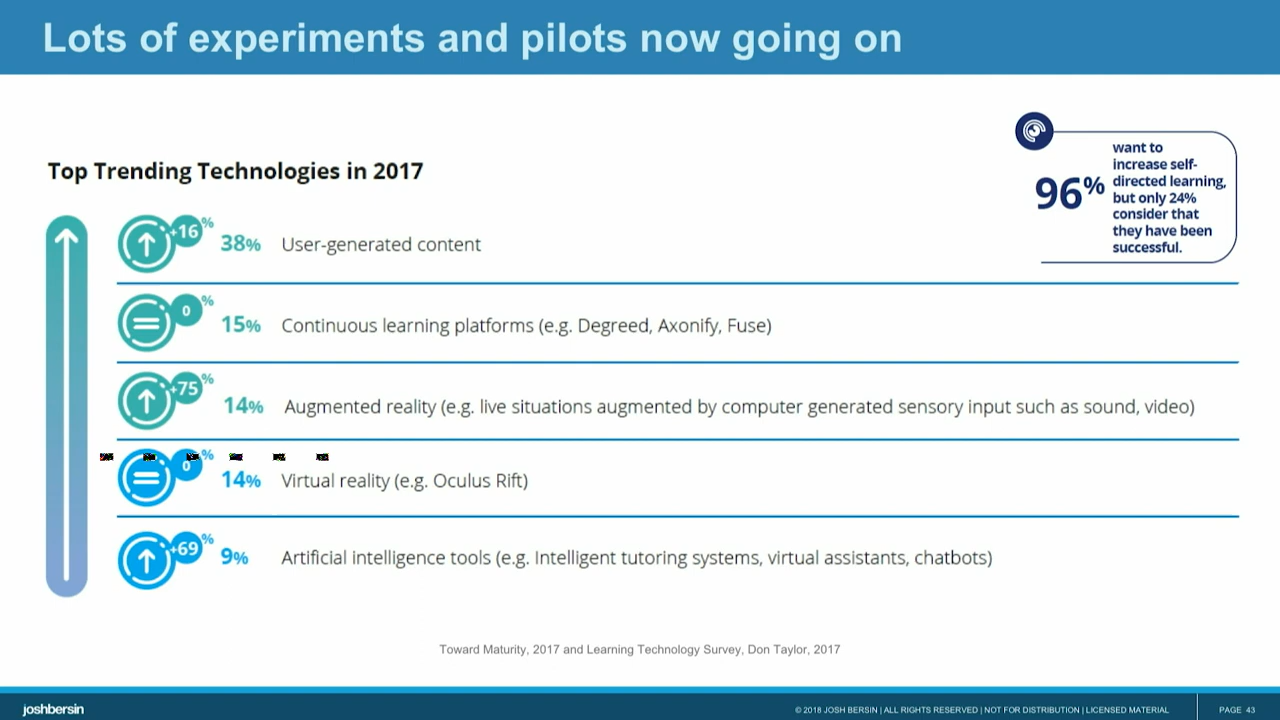 Lots of experiments and pilots now going on
Top Trending Technologies in 2017
96% want to
increase self-
directed learning,
but only 24%
consider that
they have been
successful.
+16% 38% User-generated content
0% 15% Continuous learning platforms (e.g. Degreed, Axonify, Fuse)
+75% 14% Augmented reality (e.g. live situations augmented by computer generated sensory input such as sound, video)
0% 14% Virtual reality (e.g. Oculus Rift)
+69% 9% Artificial intelligence tools (e.g. Intelligent tutoring systems, virtual assistants, chatbots)
Toward Maturity, 2017 and Learning Technology Survey, Don Taylor, 2017
joshbersin
© 2018 JOSH BERSIN | ALL RIGHTS RESERVED | NOT FOR DISTRIBUTION | LICENSED MATERIAL
PAGE 43